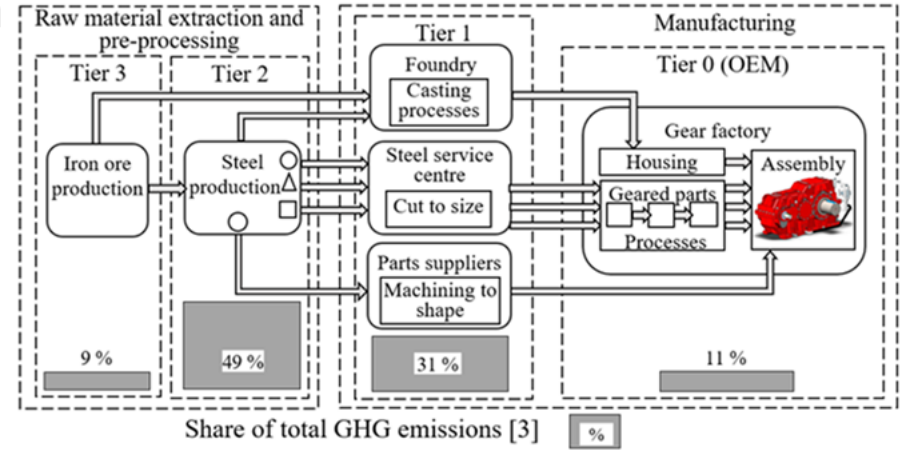 Raw material extraction and
pre-processing
Manufacturing
Tier 3
Tier 2
Tier 1
Tier 0 (OEM)
Foundry
Casting
processes
Gear factory
Iron ore
production
Steel
production
Steel service
centre
Cut to size
Housing
Assembly
Geared parts
Processes
Parts suppliers
Machining to
shape
9 %
49 %
31 %
11 %
Share of total GHG emissions [3]
%